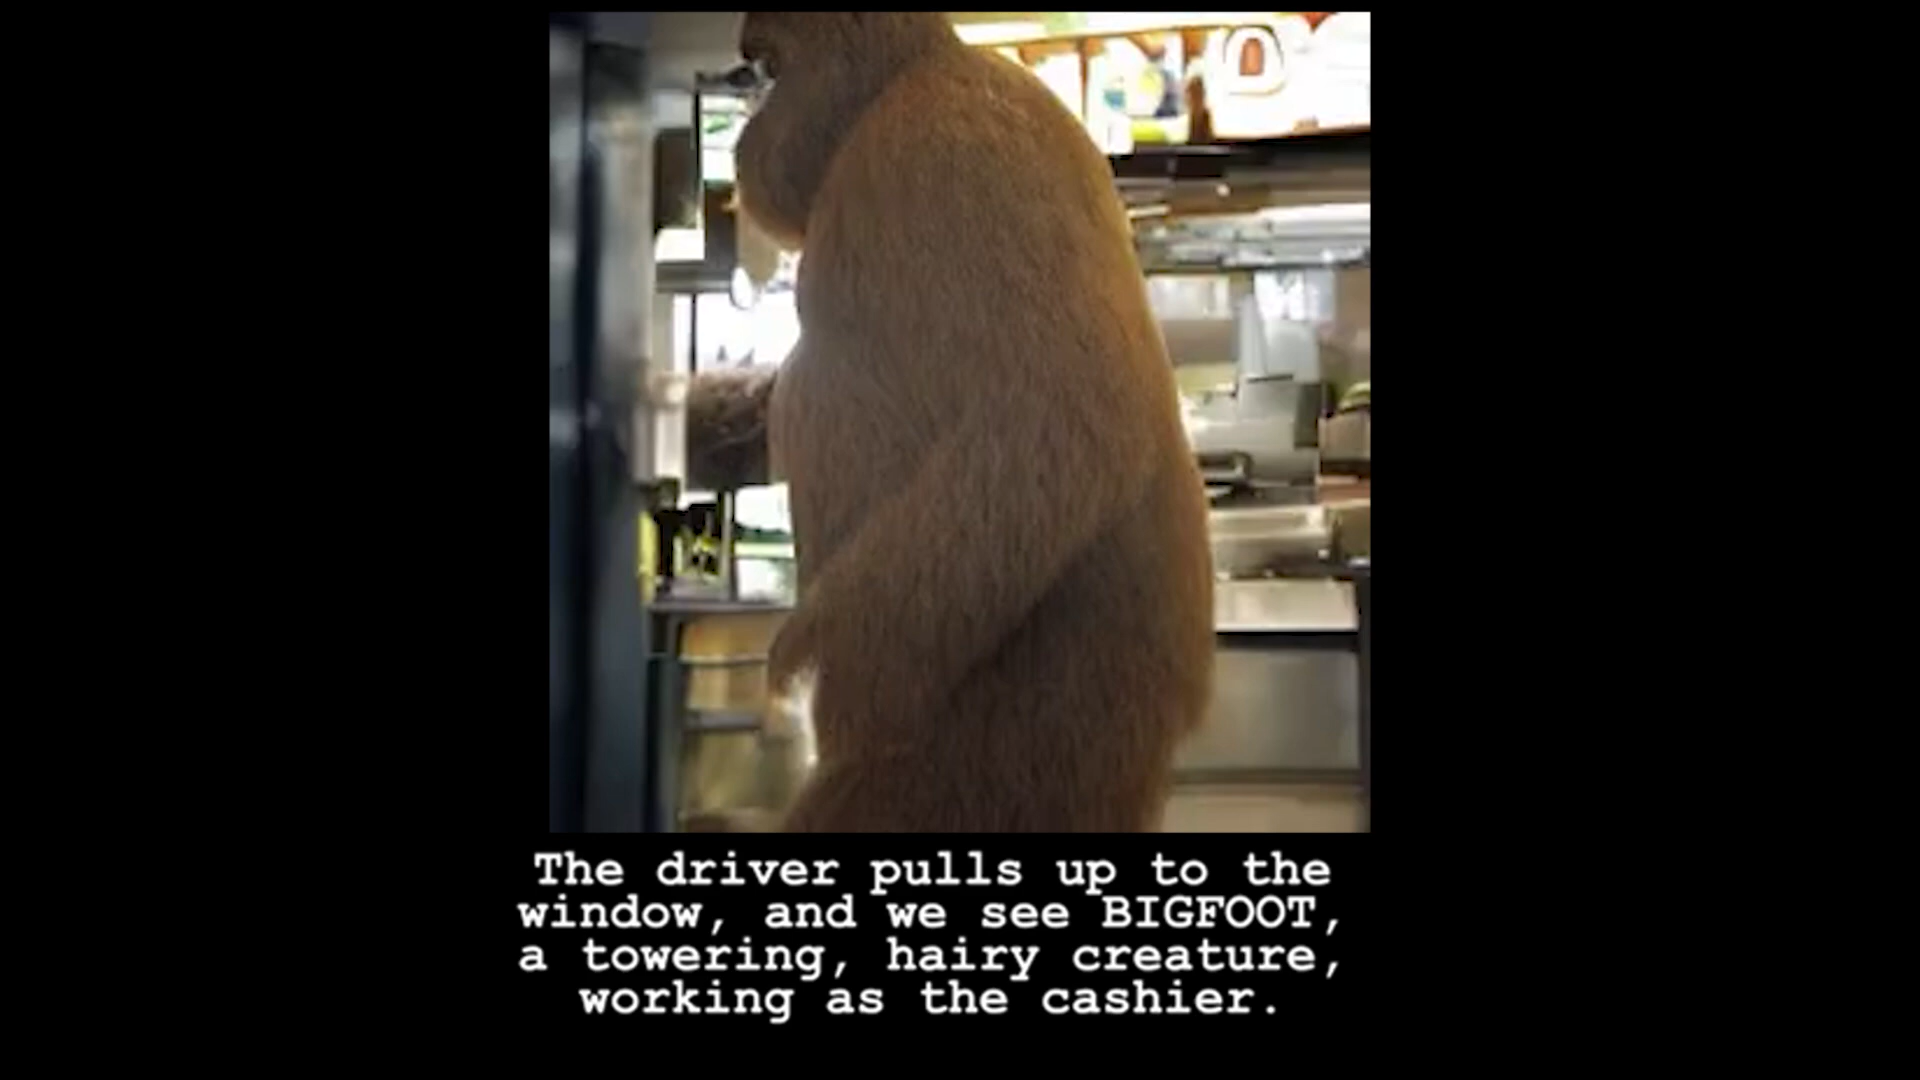 The driver pulls up to the
window, and we see BIGFOOT,
a towering, hairy creature,
working as the cashier.